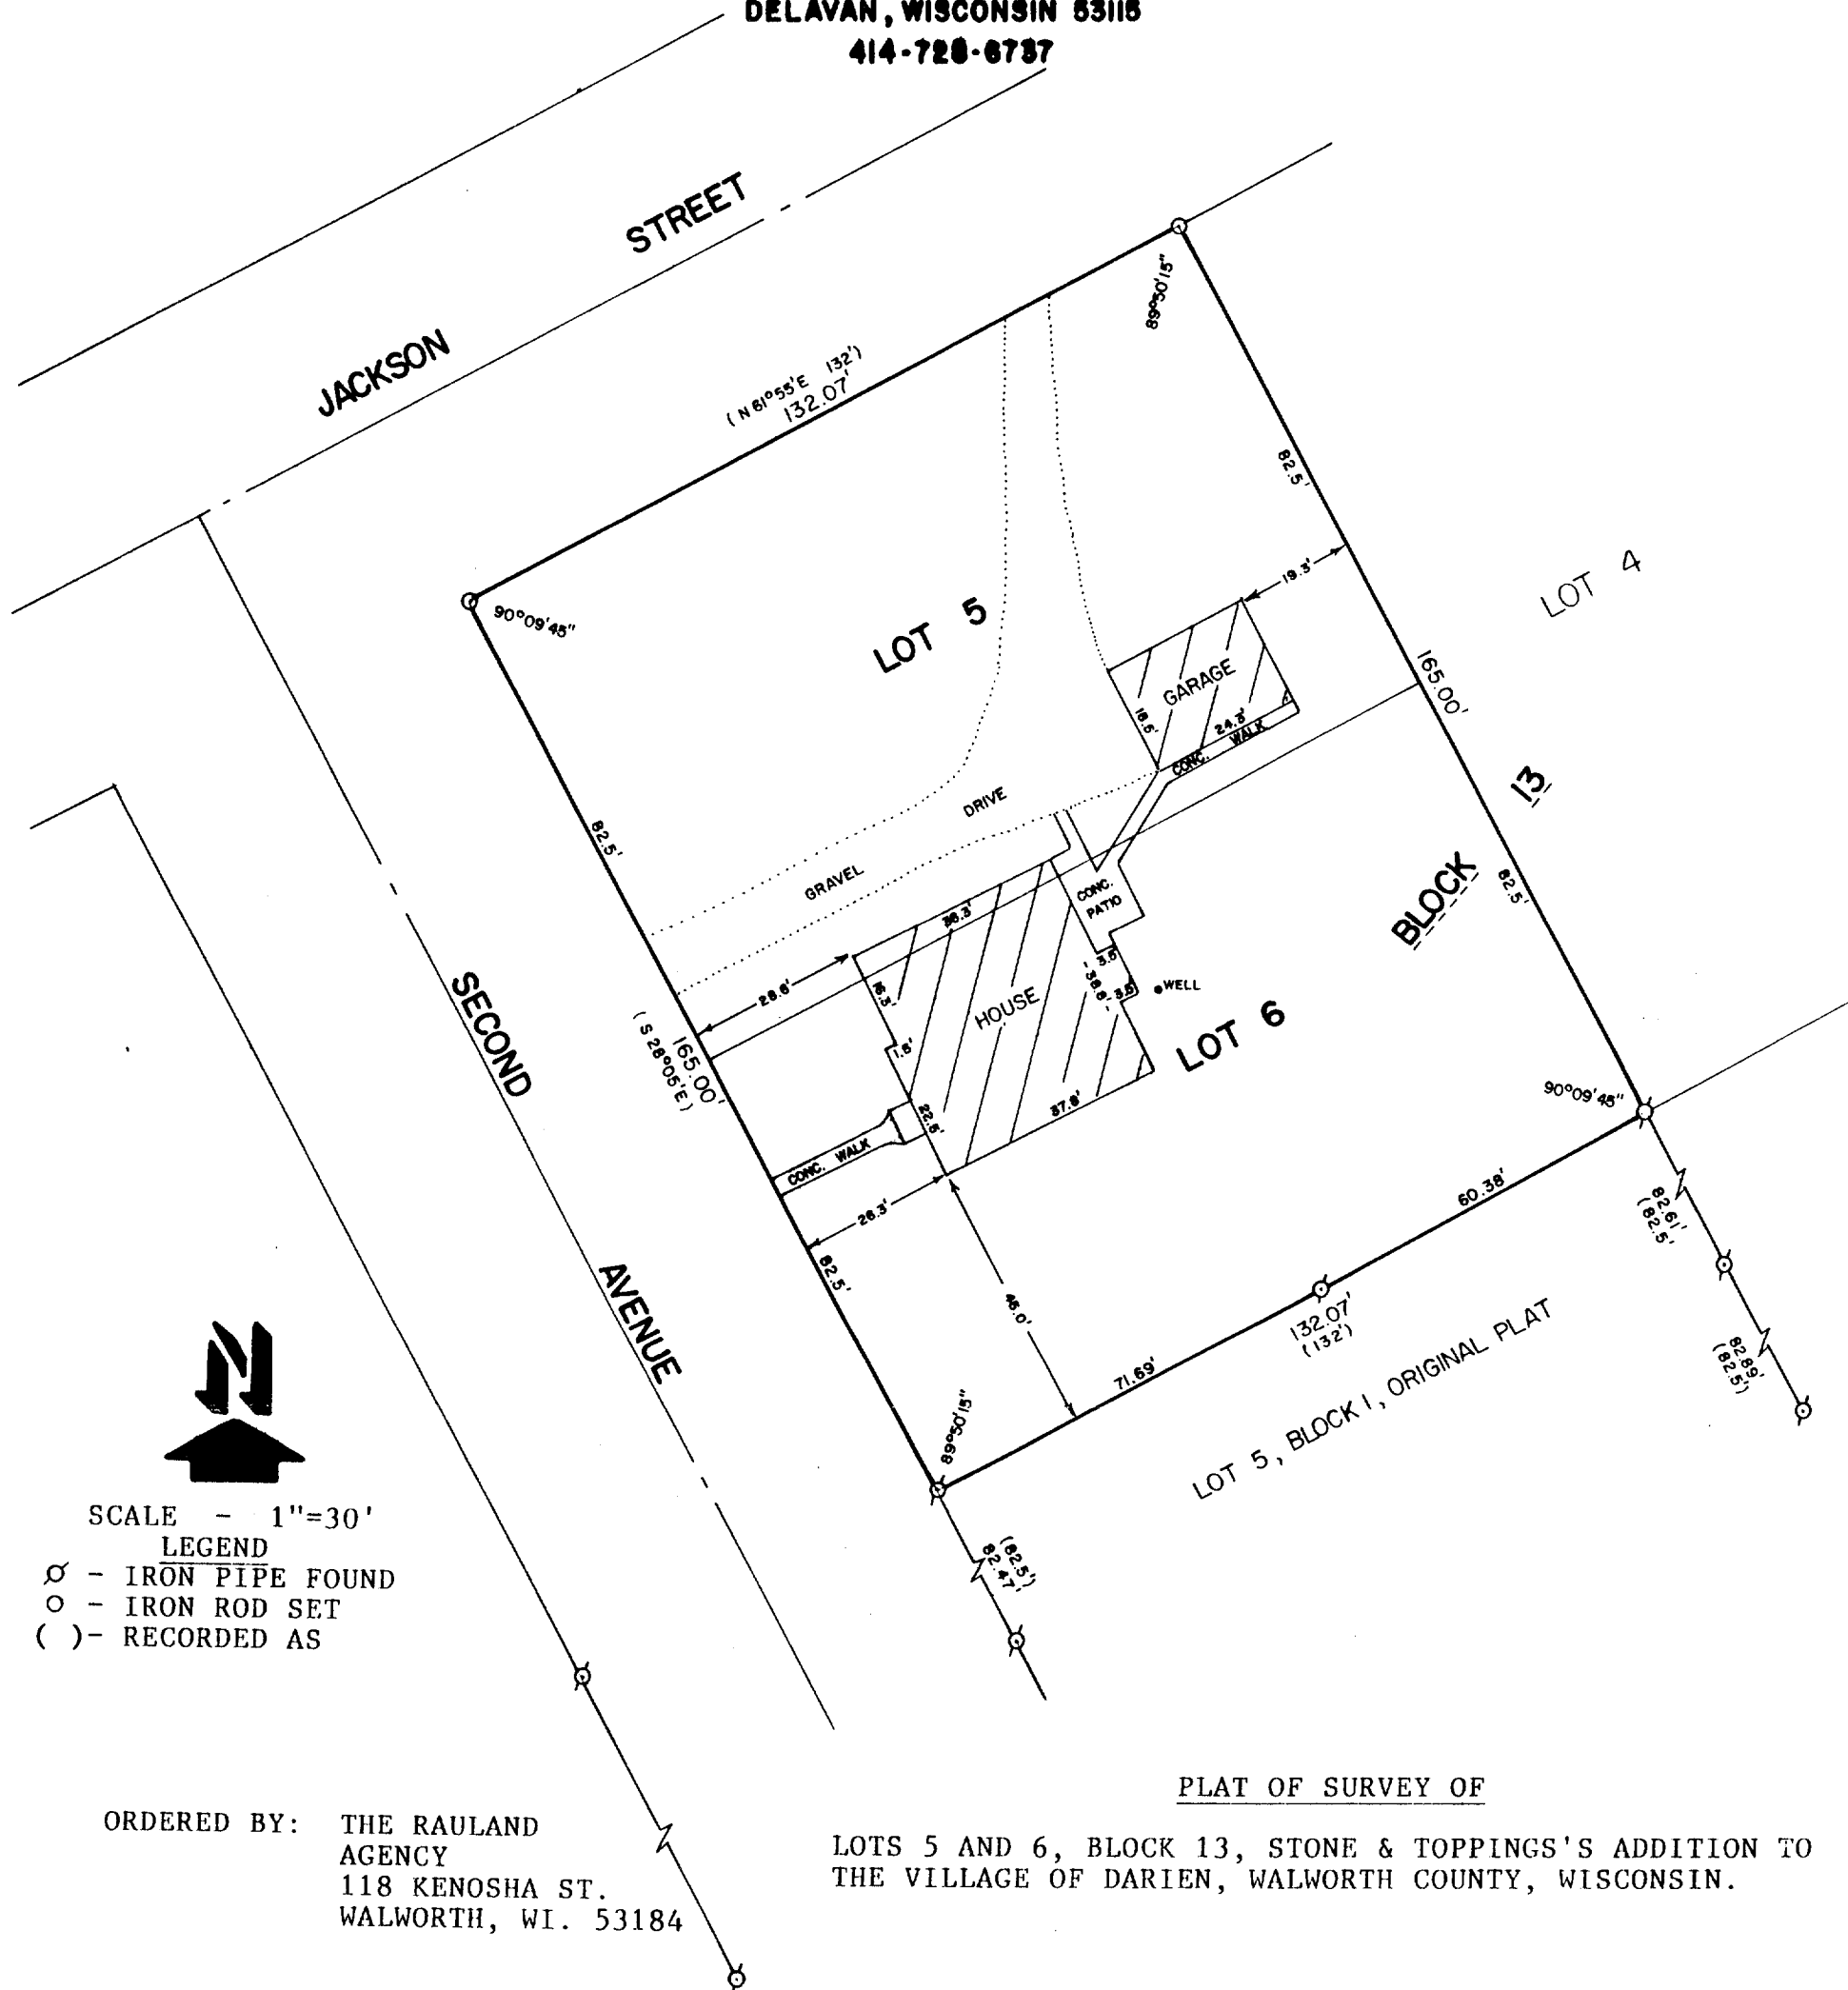 DELAVAN, WISCONSIN 53115
414-728-6737
JACKSON STREET
(N 61°55'E 132')
132.07'
89°50'15"
90°09'45"
82.5'
19.3'
LOT 4
LOT 5
GARAGE
18.5'
24.3'
CONC. WALK
165.00'
BLOCK 13
82.5'
82.5'
GRAVEL DRIVE
CONC.
PATIO
36.3'
28.6'
HOUSE
1.5'
22.5'
37.8'
3.5'
3.5'
WELL
LOT 6
SECOND AVENUE
165.00'
(S 28°05'E)
CONC. WALK
26.3'
82.5'
45.0'
90°09'45"
60.38'
82.61'
(82.5')
82.89'
(82.5')
132.07'
(132')
71.69'
89°50'15"
LOT 5, BLOCK 1, ORIGINAL PLAT
(82.5')
82.47'
N
SCALE - 1"=30'
LEGEND
- IRON PIPE FOUND
O - IRON ROD SET
( )- RECORDED AS
ORDERED BY: THE RAULAND
AGENCY
118 KENOSHA ST.
WALWORTH, WI. 53184
PLAT OF SURVEY OF
LOTS 5 AND 6, BLOCK 13, STONE & TOPPINGS'S ADDITION TO
THE VILLAGE OF DARIEN, WALWORTH COUNTY, WISCONSIN.